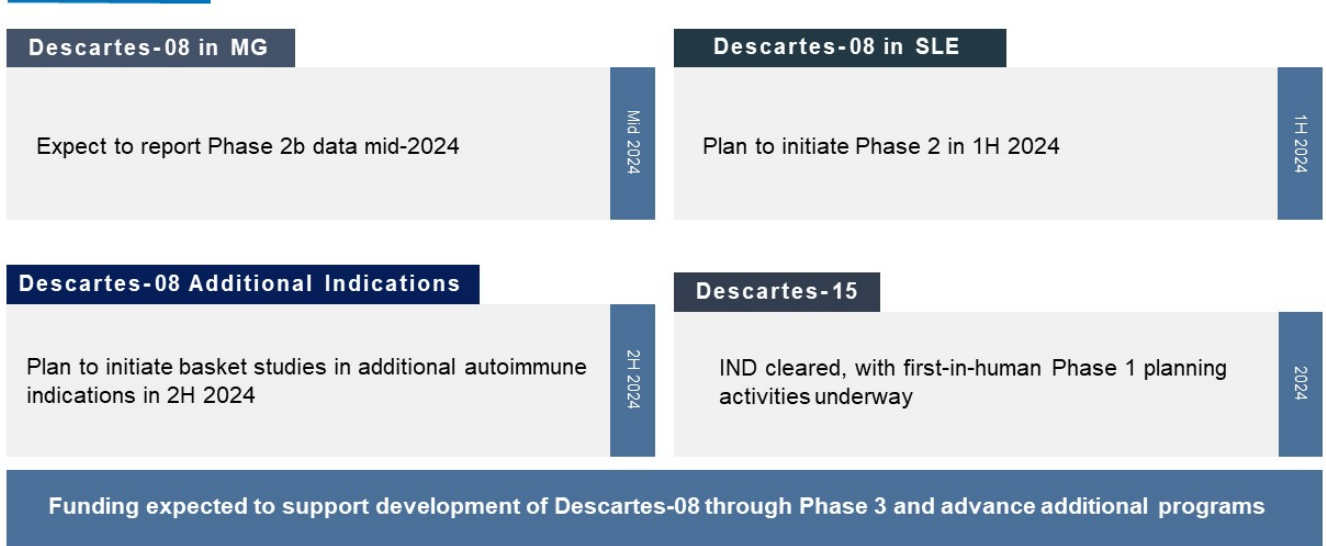 Descartes-08 in MG
Expect to report Phase 2b data mid-2024
Mid 2024
Descartes-08 in SLE
Plan to initiate Phase 2 in 1H 2024
1H 2024
Descartes-08 Additional Indications
Plan to initiate basket studies in additional autoimmune
indications in 2H 2024
2H 2024
Descartes-15
IND cleared, with first-in-human Phase 1 planning
activities underway
2024
Funding expected to support development of Descartes-08 through Phase 3 and advance additional programs